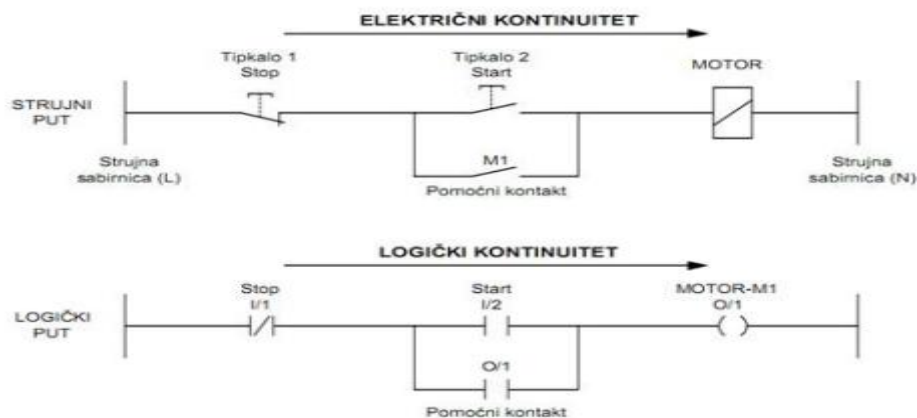 ELEKTRIČNI KONTINUITET
Tipkalo 1
Stop
Tipkalo 2
Start
MOTOR
STRUJNI
PUT
M1
Strujna
sabirnica (L)
Pomoćni kontakt
Strujna
sabirnica (N)
LOGIČKI KONTINUITET
Stop
I/1
Start
I/2
MOTOR-M1
O/1
LOGIČKI
PUT
O/1
Pomoćni kontakt